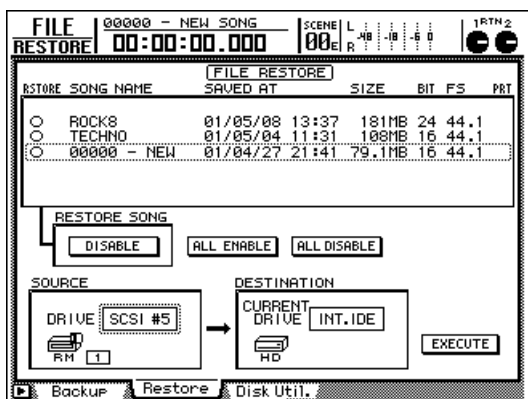 FILE RESTORE
00000 - NEW SONG
00:00:00.000
SCENE 00E
L R -48 -18 -6 0
1RTN2
FILE RESTORE
RSTORE SONG NAME SAVED AT SIZE BIT FS PRT
ROCK8 01/05/08 13:37 181MB 24 44.1
TECHNO 01/05/04 11:31 108MB 16 44.1
00000 - NEW 01/04/27 21:41 79.1MB 16 44.1
RESTORE SONG
DISABLE ALL ENABLE ALL DISABLE
SOURCE
DRIVE SCSI #5
RM 1
DESTINATION
CURRENT DRIVE INT.IDE
HD
EXECUTE
Backup Restore Disk Util.